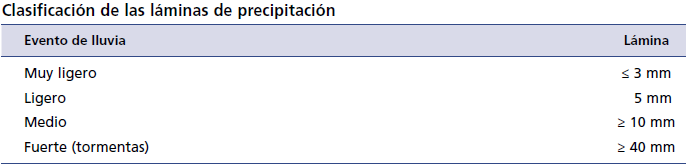 Clasificación de las láminas de precipitación
Evento de lluvia Lámina
Muy ligero ≤ 3 mm
Ligero 5 mm
Medio ≥ 10 mm
Fuerte (tormentas) ≥ 40 mm